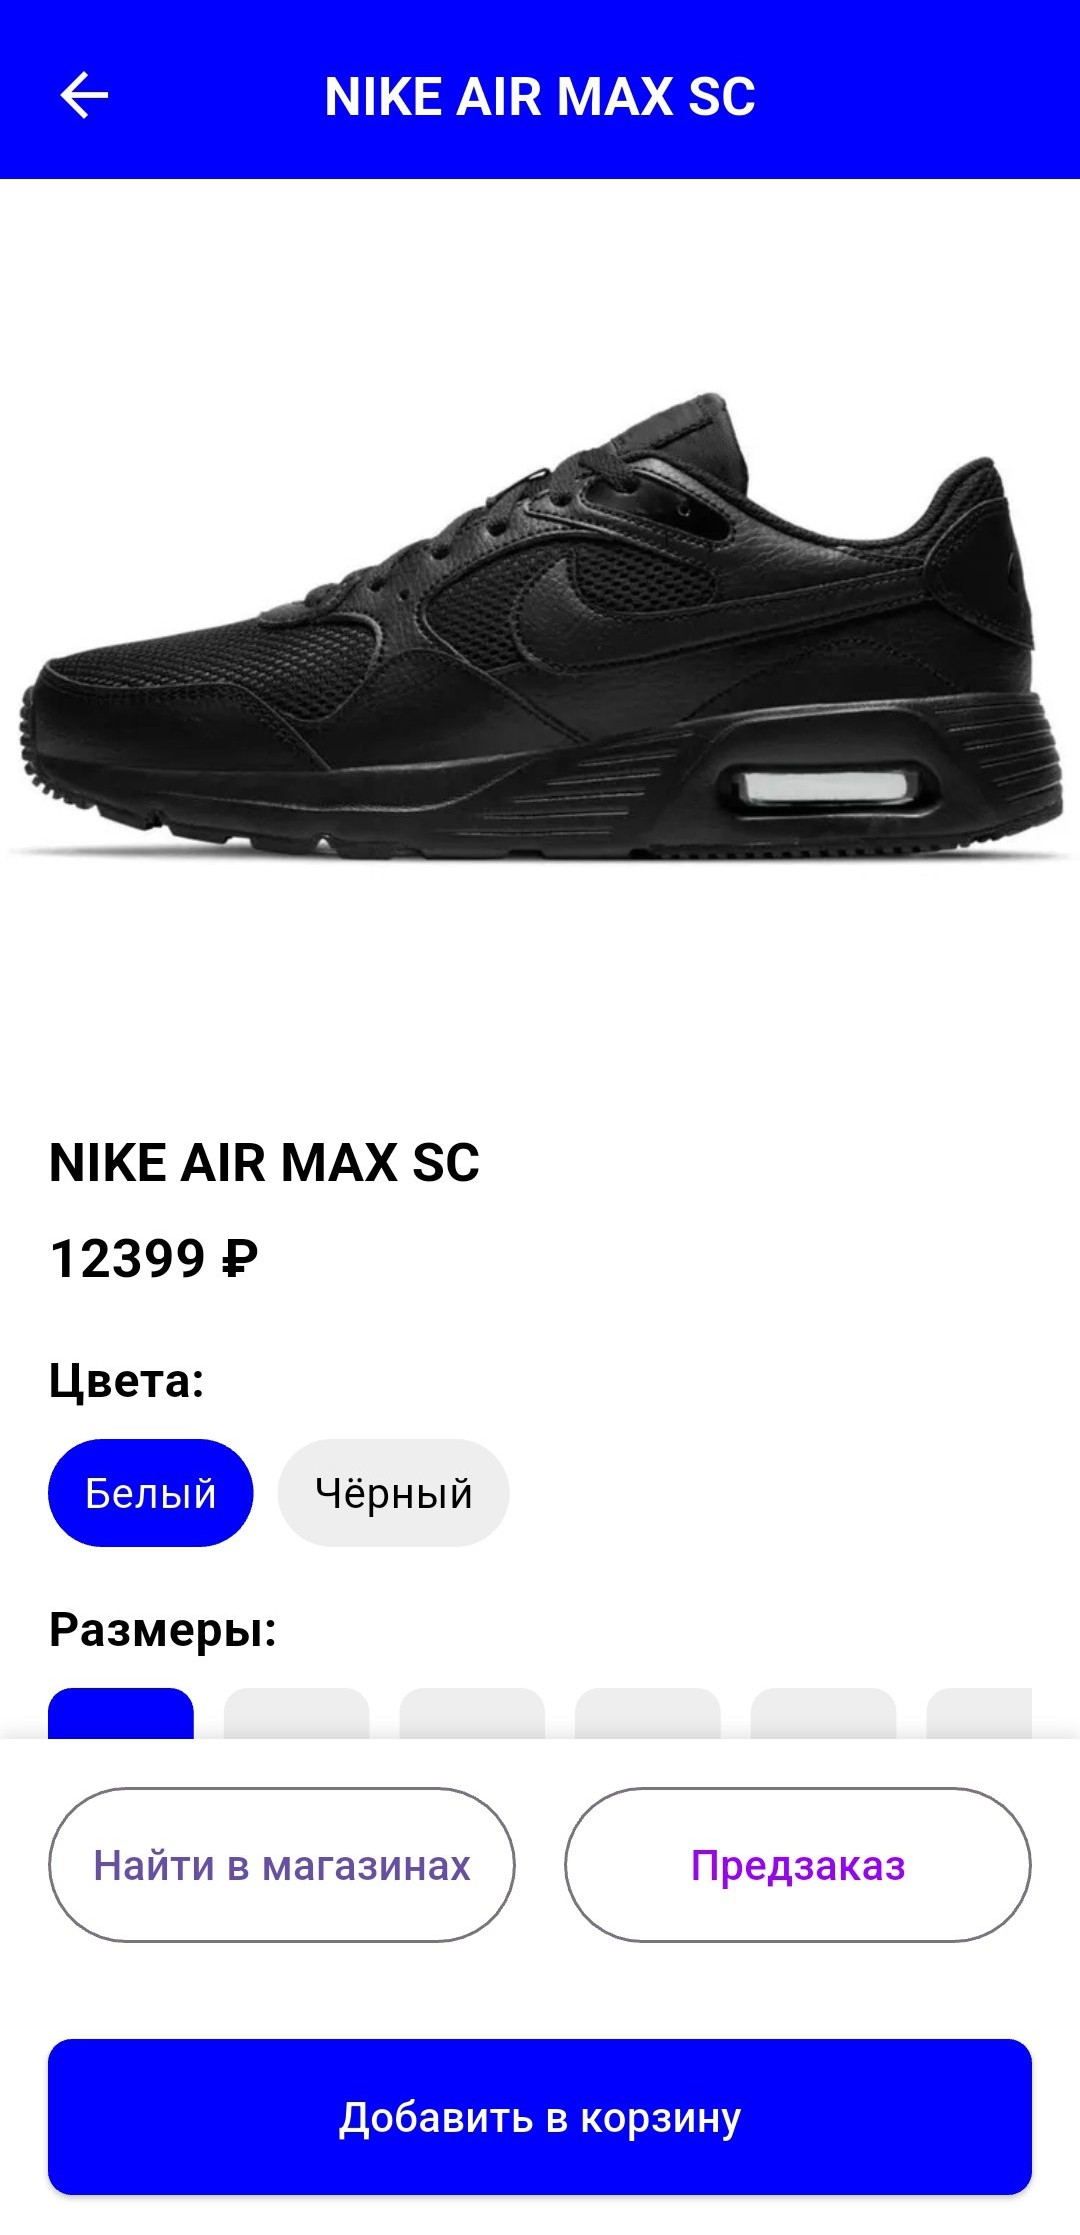 NIKE AIR MAX SC
NIKE AIR MAX SC
12399 ₽
Цвета:
Белый Чёрный
Размеры:
Найти в магазинах Предзаказ
Добавить в корзину